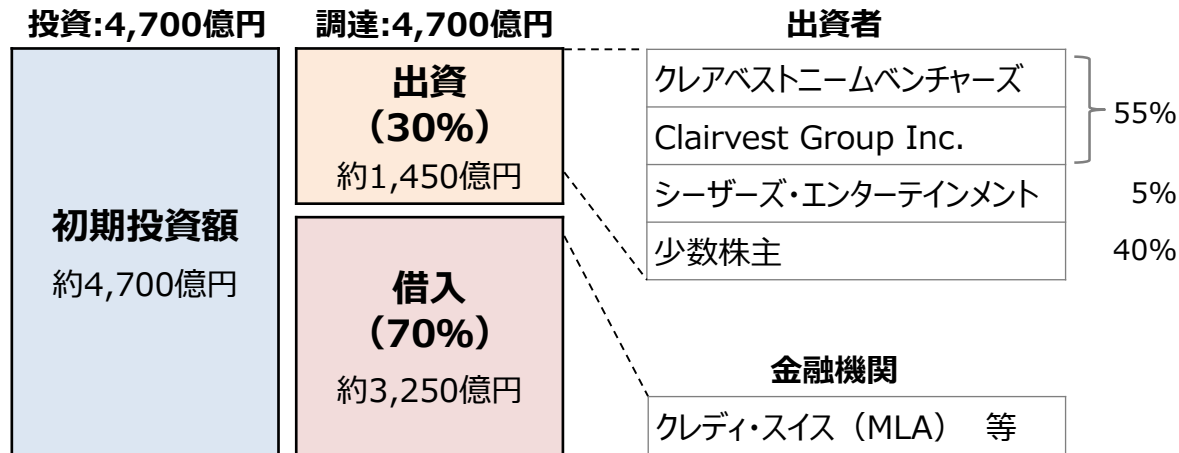 投資:4,700億円
調達:4,700億円
出資者
初期投資額
約4,700億円
出資
（30%）
約1,450億円
借入
（70%）
約3,250億円
クレアベストニームベンチャーズ
Clairvest Group Inc.
55%
シーザーズ・エンターテインメント 5%
少数株主 40%
金融機関
クレディ・スイス（MLA） 等